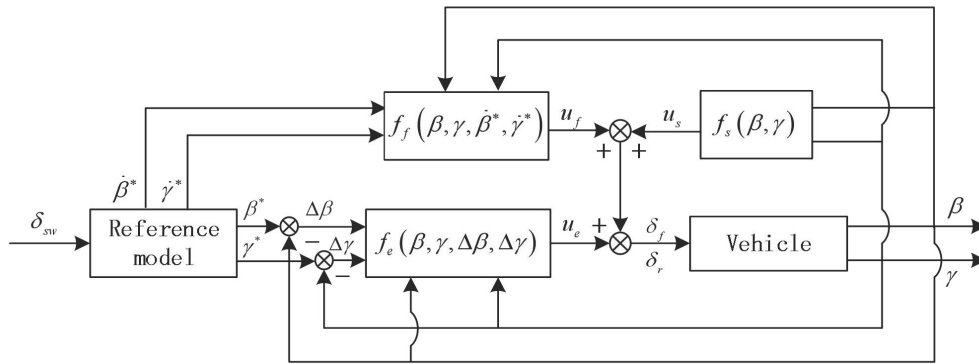 f_f(β, γ, β̇*, γ̇*)
u_f
u_s
f_s(β, γ)
+
+
β̇*
γ̇*
δ_sw
Reference
model
β*
Δβ
γ*
−
Δγ
−
f_e(β, γ, Δβ, Δγ)
u_e
+
δ_f
δ_r
Vehicle
β
γ